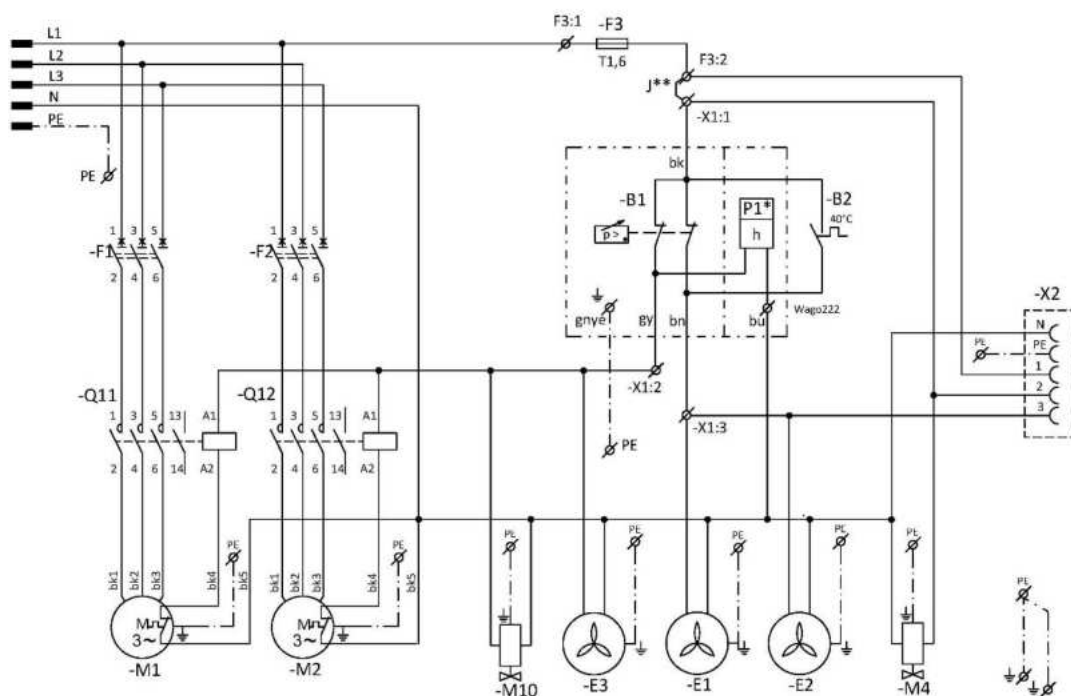 L1
F3:1
-F3
L2
T1,6
F3:2
L3
J**
N
-X1:1
PE
PE
bk
-B1
-B2
P1*
40°C
p >
h
1 3 5
-F1
2 4 6
1 3 5
-F2
2 4 6
-X2
Wago222
gnye
gy
bn
bu
N
PE
PE
1
2
3
-X1:2
-Q11
1 3 5 13 A1
2 4 6 14 A2
-Q12
1 3 5 13 A1
2 4 6 14 A2
-X1:3
PE
bk1
bk2
bk3
bk4
PE
bk5
bk1
bk2
bk3
bk4
PE
bk5
PE
PE
PE
PE
PE
PE
M
3~
M
3~
-M1
-M2
-M10
-E3
-E1
-E2
-M4